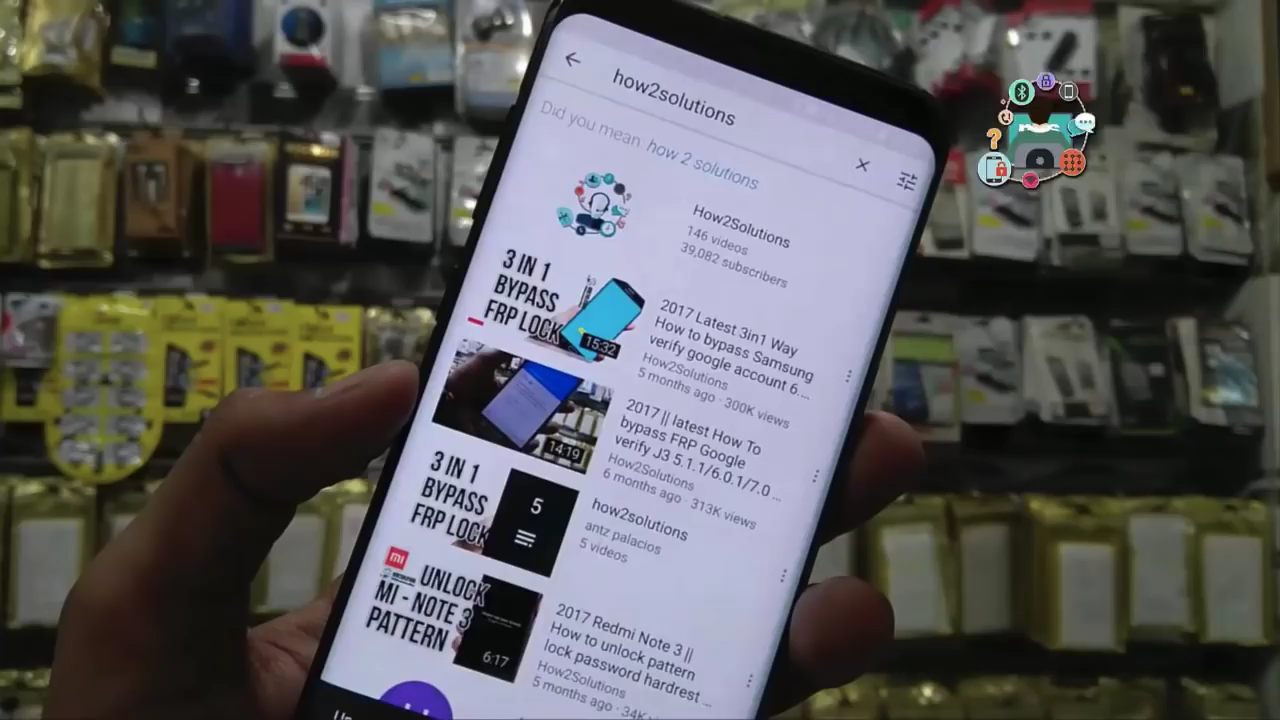 how2solutions
Did you mean: how 2 solutions
How2Solutions
146 videos
39,082 subscribers
3 IN 1
BYPASS
FRP LOCK
15:32
2017 Latest 3in1 Way
How to bypass Samsung
verify google account 6....
How2Solutions
5 months ago · 300K views
14:19
2017 || latest How To
bypass FRP Google
verify J3 5.1.1/6.0.1/7.0 ...
How2Solutions
6 months ago · 313K views
3 IN 1
BYPASS
FRP LOCK
5
how2solutions
antz palacios
5 videos
mi
UNLOCK
MI - NOTE 3
PATTERN
6:17
2017 Redmi Note 3 ||
How to unlock pattern
lock password hardrest ...
How2Solutions
5 months ago · 34K